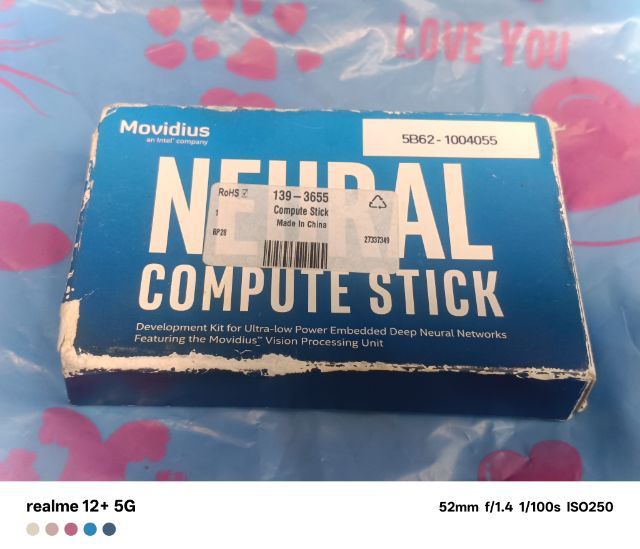 LOVE YOU
Movidius
an Intel company
5B62-1004055
NEURAL
RoHS
139-3655
Compute Stick
Made in China
1
6P28
27337349
COMPUTE STICK
Development Kit for Ultra-low Power Embedded Deep Neural Networks
Featuring the Movidius™ Vision Processing Unit
realme 12+ 5G
52mm f/1.4 1/100s ISO250